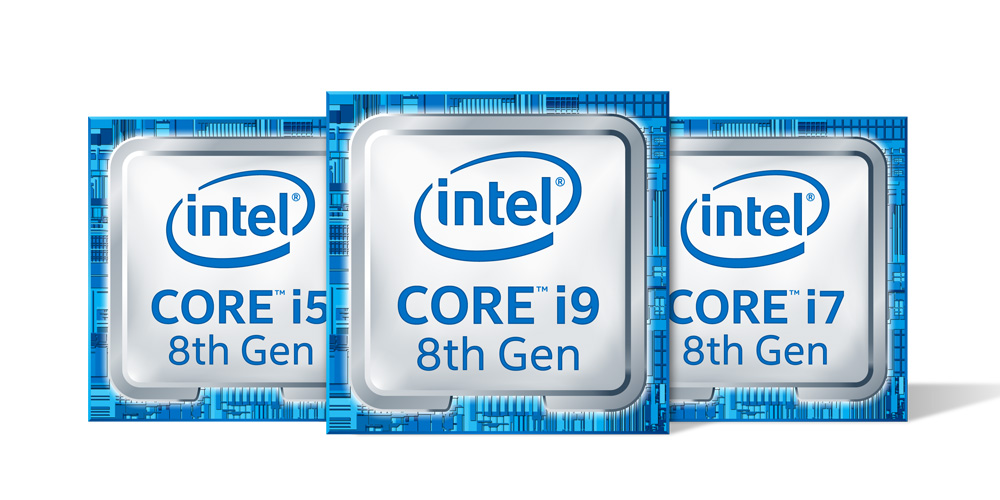 intel®
CORE™ i5
8th Gen
intel®
CORE™ i9
8th Gen
intel®
CORE™ i7
8th Gen